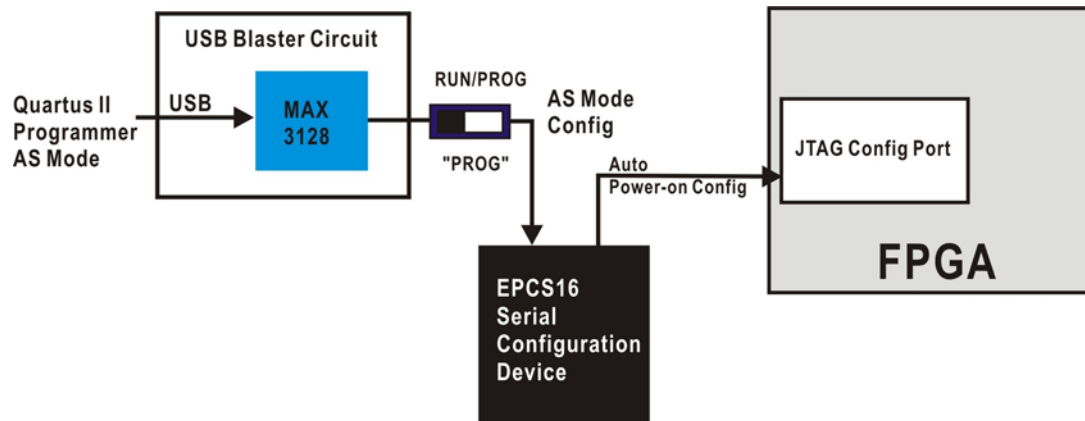 USB Blaster Circuit
Quartus II
Programmer
AS Mode
USB
MAX
3128
RUN/PROG
"PROG"
AS Mode
Config
EPCS16
Serial
Configuration
Device
Auto
Power-on Config
JTAG Config Port
FPGA